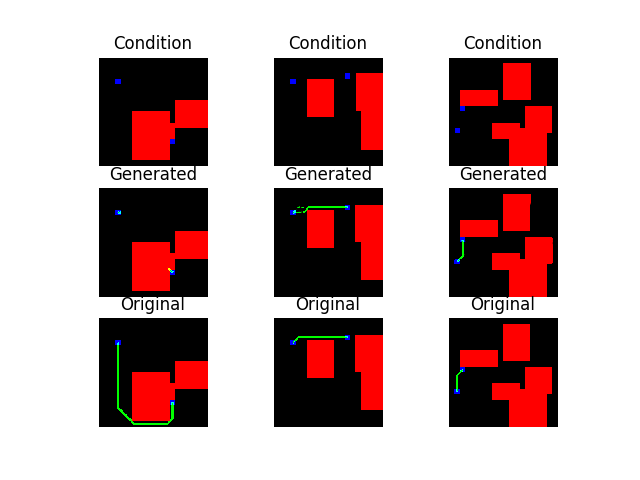 Condition Condition Condition
Generated Generated Generated
Original Original Original